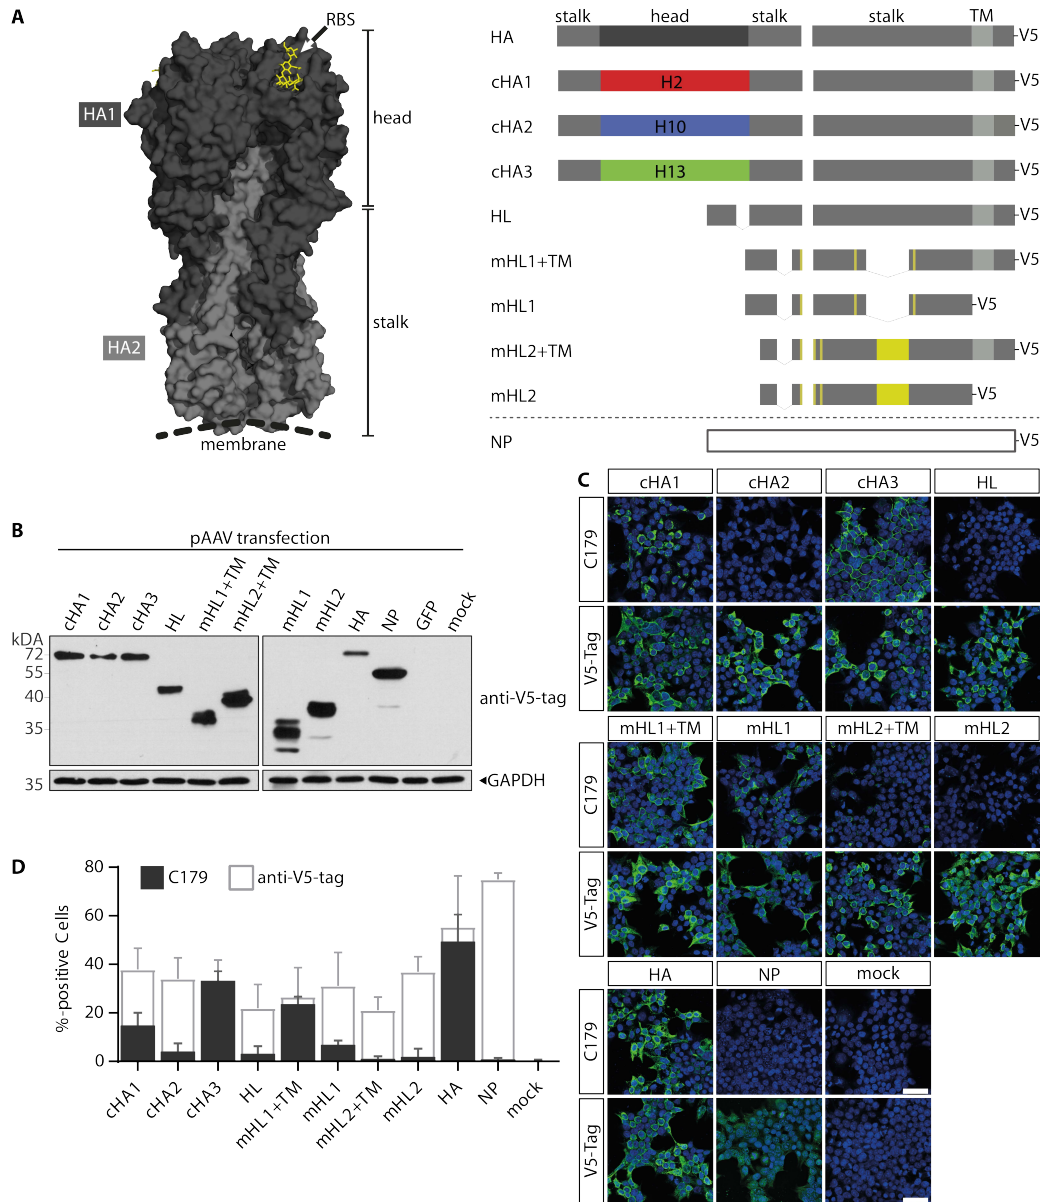 A
RBS
HA1
head
HA2
stalk
membrane
stalk head stalk stalk TM
HA -V5
cHA1 H2 -V5
cHA2 H10 -V5
cHA3 H13 -V5
HL -V5
mHL1+TM -V5
mHL1 -V5
mHL2+TM -V5
mHL2 -V5
NP -V5
B
pAAV transfection
cHA1 cHA2 cHA3 HL mHL1+TM mHL2+TM mHL1 mHL2 HA NP GFP mock
kDA
72
55
40
35
anti-V5-tag
35
GAPDH
C
cHA1 cHA2 cHA3 HL
C179
V5-Tag
mHL1+TM mHL1 mHL2+TM mHL2
C179
V5-Tag
HA NP mock
C179
V5-Tag
D
C179 anti-V5-tag
%-positive Cells
80
60
40
20
0
cHA1 cHA2 cHA3 HL mHL1+TM mHL1 mHL2+TM mHL2 HA NP mock